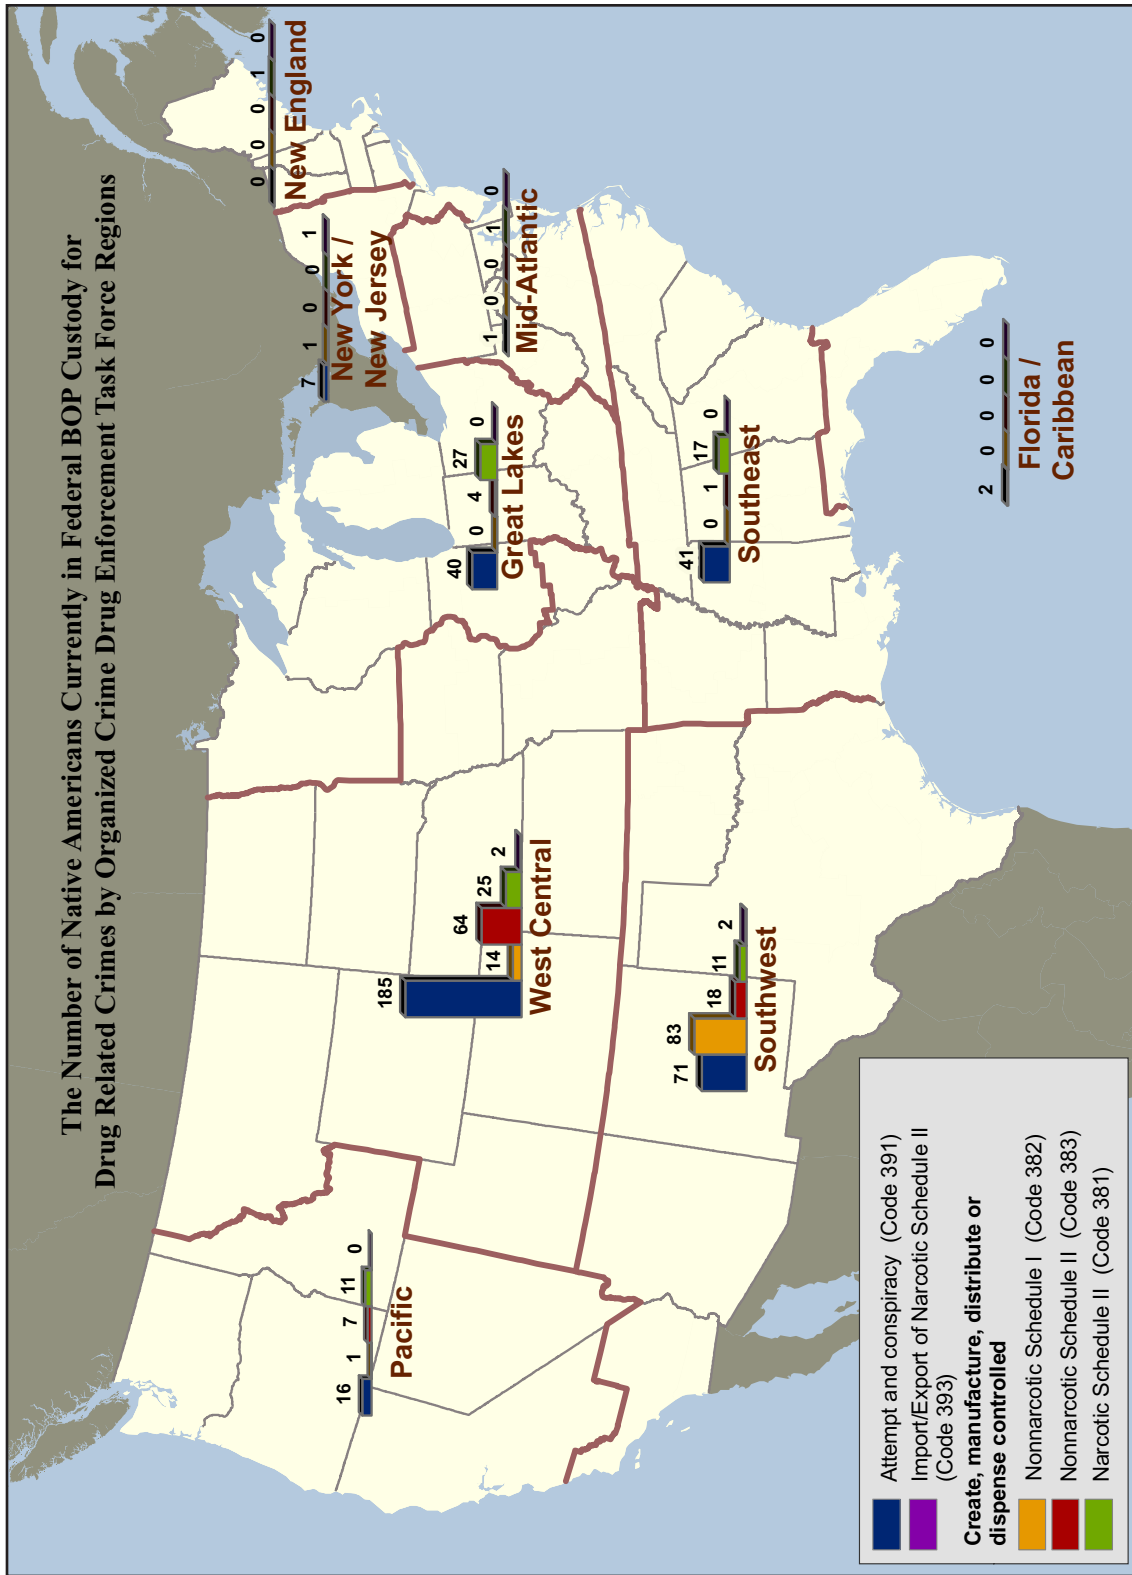 The Number of Native Americans Currently in Federal BOP Custody for
Drug Related Crimes by Organized Crime Drug Enforcement Task Force Regions
0 0 0 1 0
New England
7 1 0 0 1
New York /
New Jersey
16 1 7 11 0
Pacific
185 14 64 25 2
West Central
40 0 4 27 0
Great Lakes
1 0 0 1 0
Mid-Atlantic
71 83 18 11 2
Southwest
41 0 1 17 0
Southeast
2 0 0 0 0
Florida /
Caribbean
Attempt and conspiracy (Code 391)
Import/Export of Narcotic Schedule II
(Code 393)
Create, manufacture, distribute or
dispense controlled
Nonnarcotic Schedule I (Code 382)
Nonnarcotic Schedule II (Code 383)
Narcotic Schedule II (Code 381)